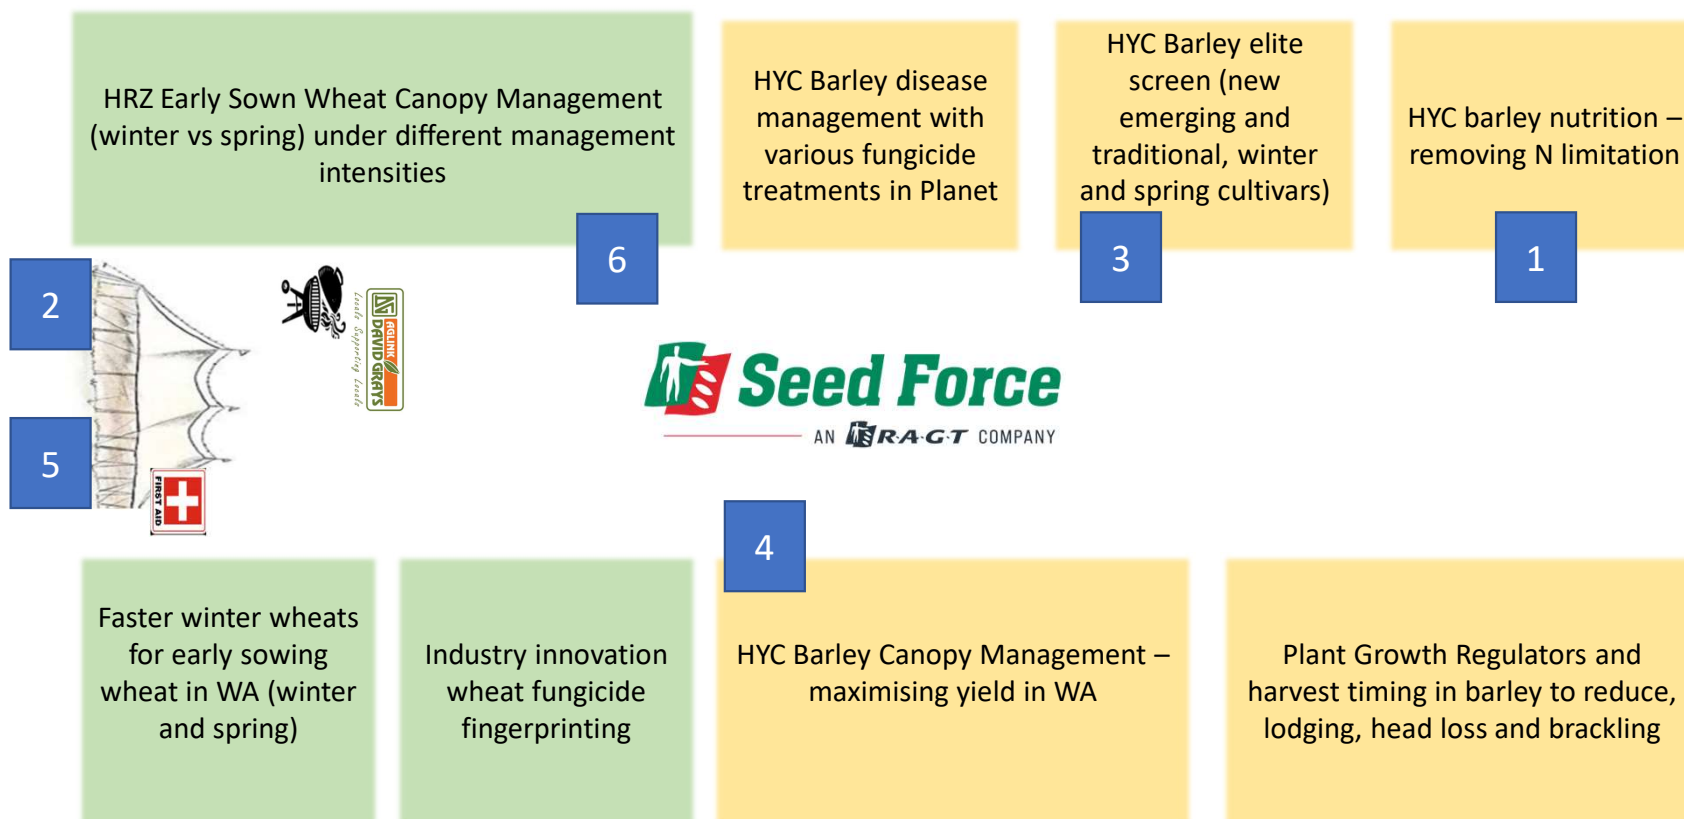 HRZ Early Sown Wheat Canopy Management
(winter vs spring) under different management
intensities
HYC Barley disease
management with
various fungicide
treatments in Planet
HYC Barley elite
screen (new
emerging and
traditional, winter
and spring cultivars)
HYC barley nutrition –
removing N limitation
6
3
1
2
5
AGLINK
DAVID GRAYS
Locals Supporting Locals
Seed Force
AN RAGT COMPANY
FIRST AID
4
Faster winter wheats
for early sowing
wheat in WA (winter
and spring)
Industry innovation
wheat fungicide
fingerprinting
HYC Barley Canopy Management –
maximising yield in WA
Plant Growth Regulators and
harvest timing in barley to reduce,
lodging, head loss and brackling